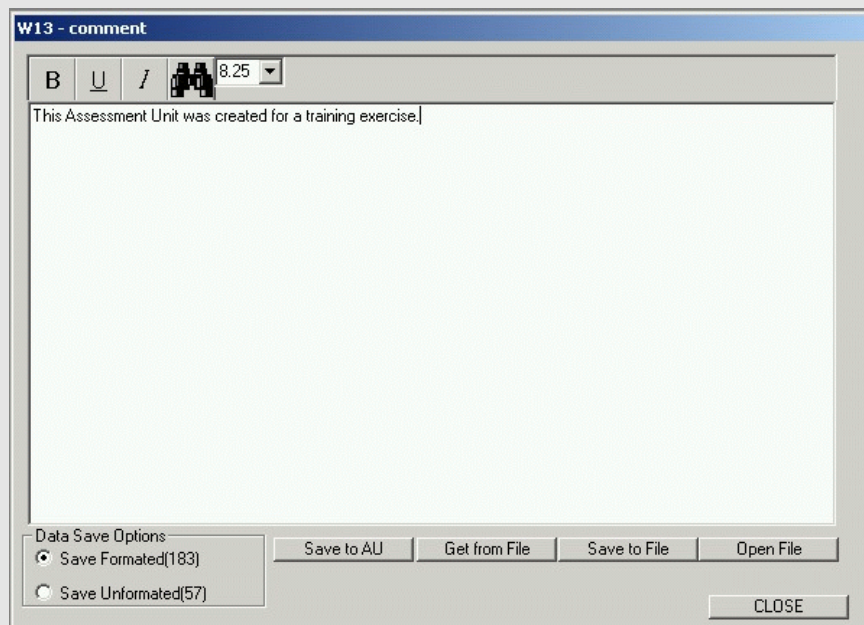 W13 - comment
B U I 8.25
This Assessment Unit was created for a training exercise.
Data Save Options
Save Formated(183)
Save Unformated(57)
Save to AU Get from File Save to File Open File
CLOSE